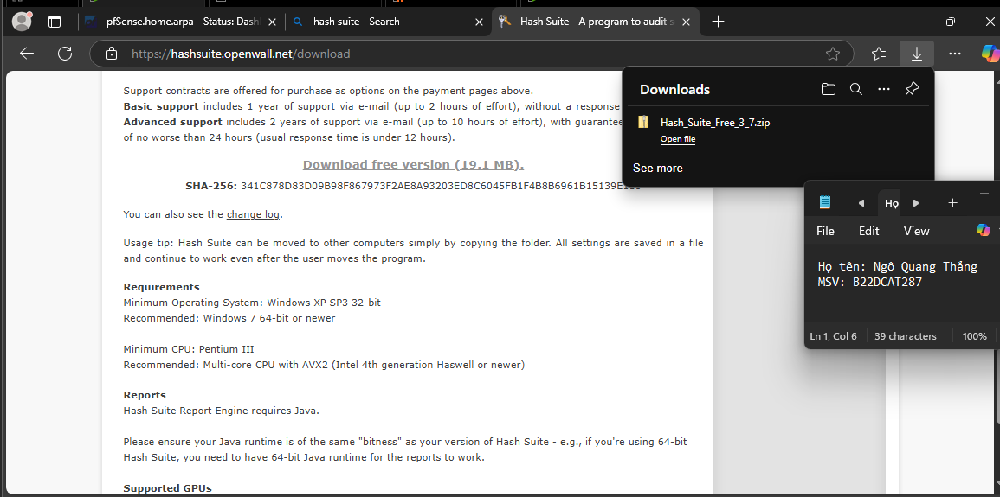 pfSense.home.arpa - Status: Dash
hash suite - Search
Hash Suite - A program to audit s
https://hashsuite.openwall.net/download
Support contracts are offered for purchase as options on the payment pages above.
Basic support includes 1 year of support via e-mail (up to 2 hours of effort), without a response
Advanced support includes 2 years of support via e-mail (up to 10 hours of effort), with guarantee
of no worse than 24 hours (usual response time is under 12 hours).
Download free version (19.1 MB).
SHA-256: 341C878D83D09B98F867973F2AE8A93203ED8C6045FB1F4B8B6961B15139E
You can also see the change log.
Usage tip: Hash Suite can be moved to other computers simply by copying the folder. All settings are saved in a file
and continue to work even after the user moves the program.
Requirements
Minimum Operating System: Windows XP SP3 32-bit
Recommended: Windows 7 64-bit or newer
Minimum CPU: Pentium III
Recommended: Multi-core CPU with AVX2 (Intel 4th generation Haswell or newer)
Reports
Hash Suite Report Engine requires Java.
Please ensure your Java runtime is of the same "bitness" as your version of Hash Suite - e.g., if you're using 64-bit
Hash Suite, you need to have 64-bit Java runtime for the reports to work.
Supported GPUs
Downloads
Hash_Suite_Free_3_7.zip
Open file
See more
Họ
File Edit View
Họ tên: Ngô Quang Thắng
MSV: B22DCAT287
Ln 1, Col 6 39 characters 100%